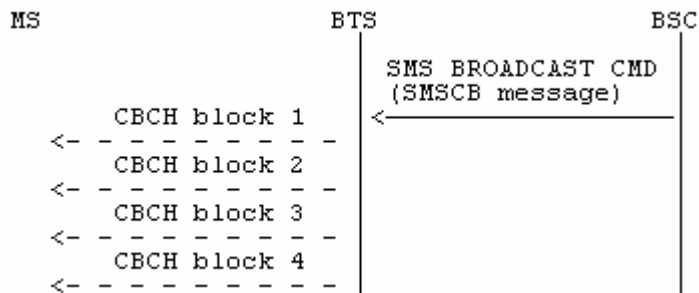 MS BTS BSC
SMS BROADCAST CMD
(SMSCB message)
CBCH block 1
CBCH block 2
CBCH block 3
CBCH block 4